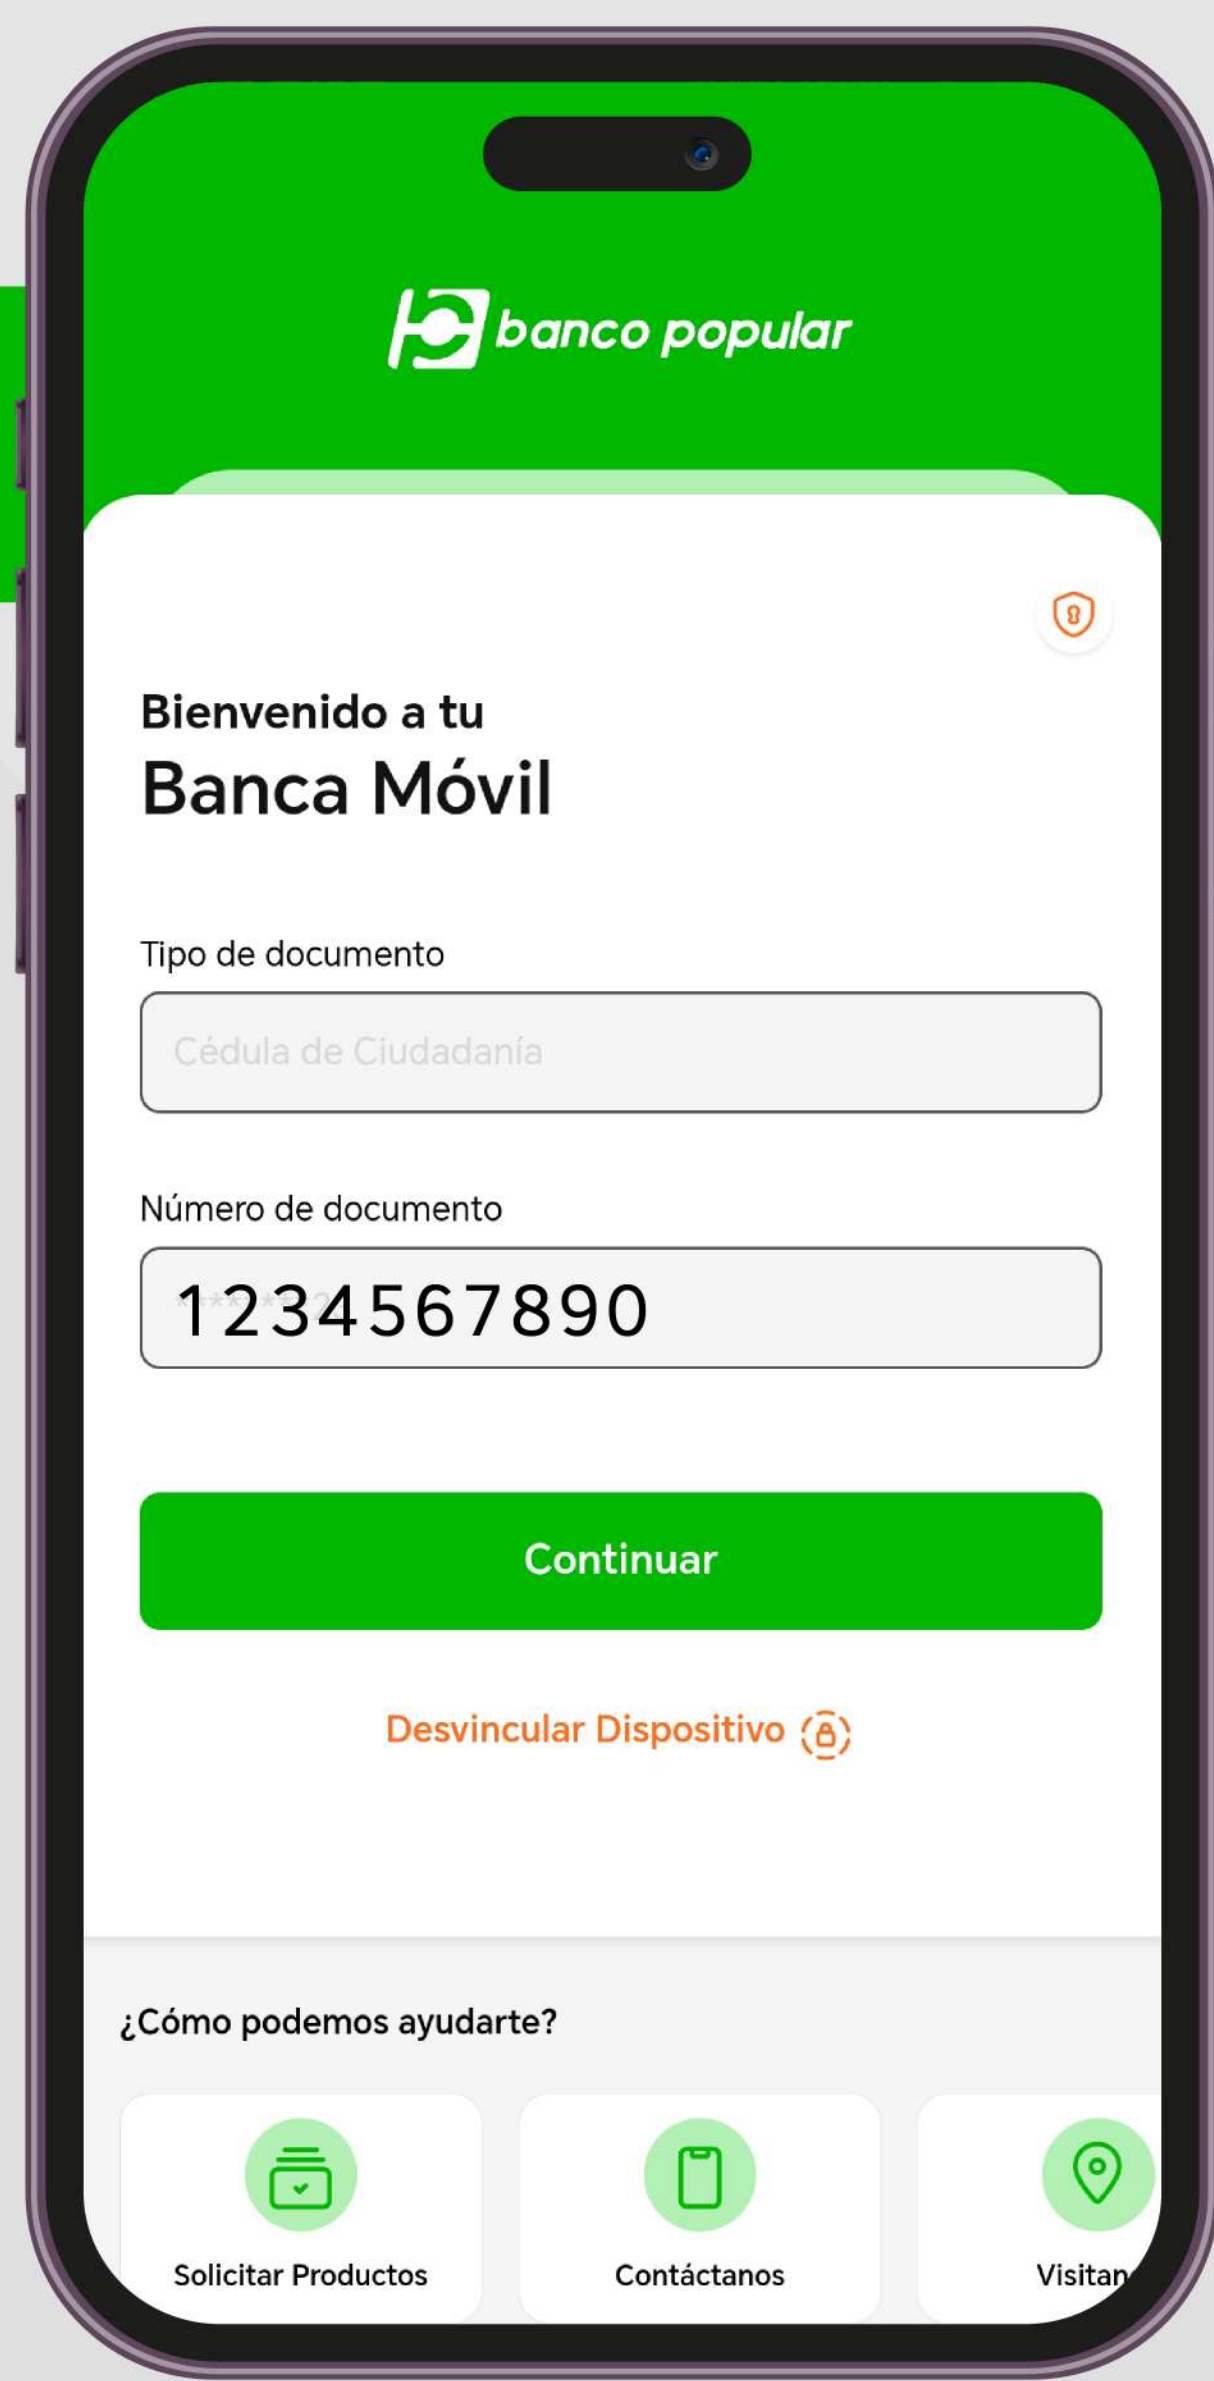 banco popular
Bienvenido a tu
Banca Móvil
Tipo de documento
Cédula de Ciudadanía
Número de documento
1234567890
Continuar
Desvincular Dispositivo
¿Cómo podemos ayudarte?
Solicitar Productos
Contáctanos